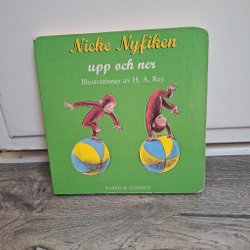 Nicke Nyfiken
upp och ner
Illustrationer av H. A. Rey
RABÉN & SJÖGREN